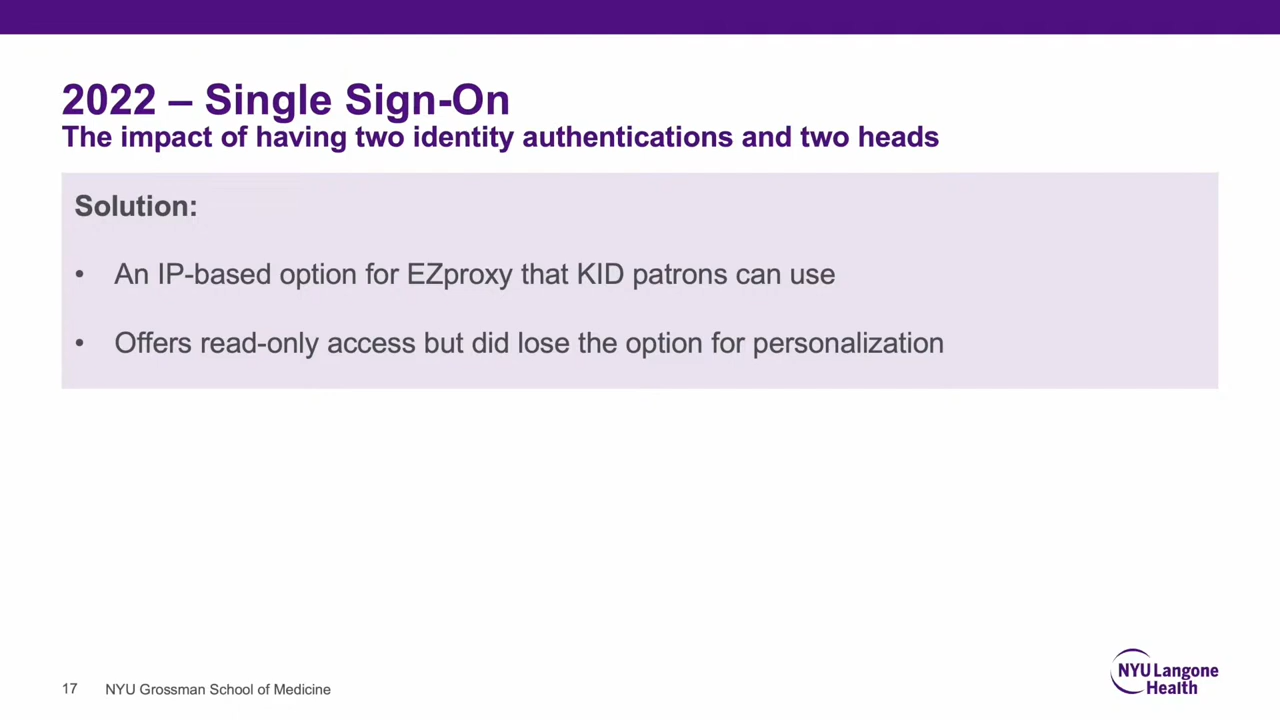 2022 – Single Sign-On
The impact of having two identity authentications and two heads
Solution:
• An IP-based option for EZproxy that KID patrons can use
• Offers read-only access but did lose the option for personalization
17 NYU Grossman School of Medicine
NYU Langone
Health